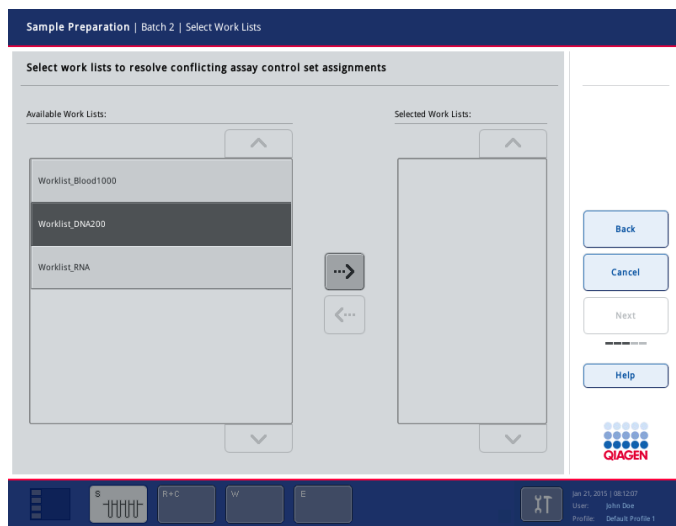 Sample Preparation | Batch 2 | Select Work Lists
Select work lists to resolve conflicting assay control set assignments
Available Work Lists:
Selected Work Lists:
Worklist_Blood1000
Worklist_DNA200
Worklist_RNA
Back
Cancel
Next
Help
QIAGEN
S
R+C
W
E
Jan 21, 2015 | 08:12:07
User: John Doe
Profile: Default Profile 1